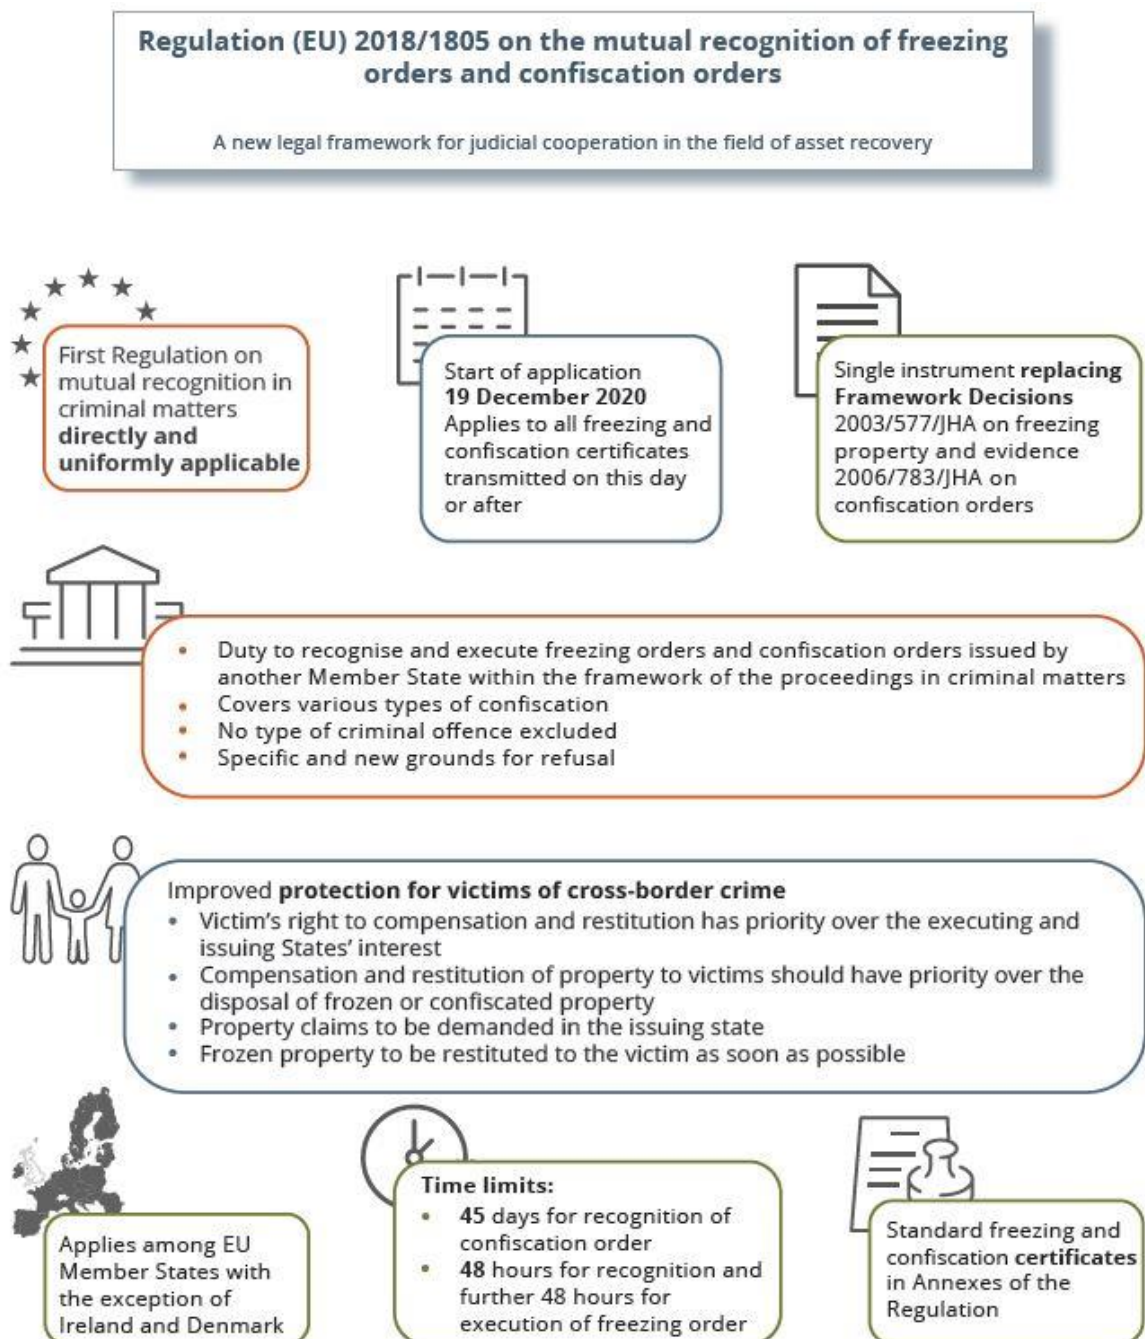 Regulation (EU) 2018/1805 on the mutual recognition of freezing
orders and confiscation orders
A new legal framework for judicial cooperation in the field of asset recovery
First Regulation on
mutual recognition in
criminal matters
directly and
uniformly applicable
Start of application
19 December 2020
Applies to all freezing and
confiscation certificates
transmitted on this day
or after
Single instrument replacing
Framework Decisions
2003/577/JHA on freezing
property and evidence
2006/783/JHA on
confiscation orders
• Duty to recognise and execute freezing orders and confiscation orders issued by
another Member State within the framework of the proceedings in criminal matters
• Covers various types of confiscation
• No type of criminal offence excluded
• Specific and new grounds for refusal
Improved protection for victims of cross-border crime
• Victim's right to compensation and restitution has priority over the executing and
issuing States' interest
• Compensation and restitution of property to victims should have priority over the
disposal of frozen or confiscated property
• Property claims to be demanded in the issuing state
• Frozen property to be restituted to the victim as soon as possible
Applies among EU
Member States with
the exception of
Ireland and Denmark
Time limits:
• 45 days for recognition of
confiscation order
• 48 hours for recognition and
further 48 hours for
execution of freezing order
Standard freezing and
confiscation certificates
in Annexes of the
Regulation